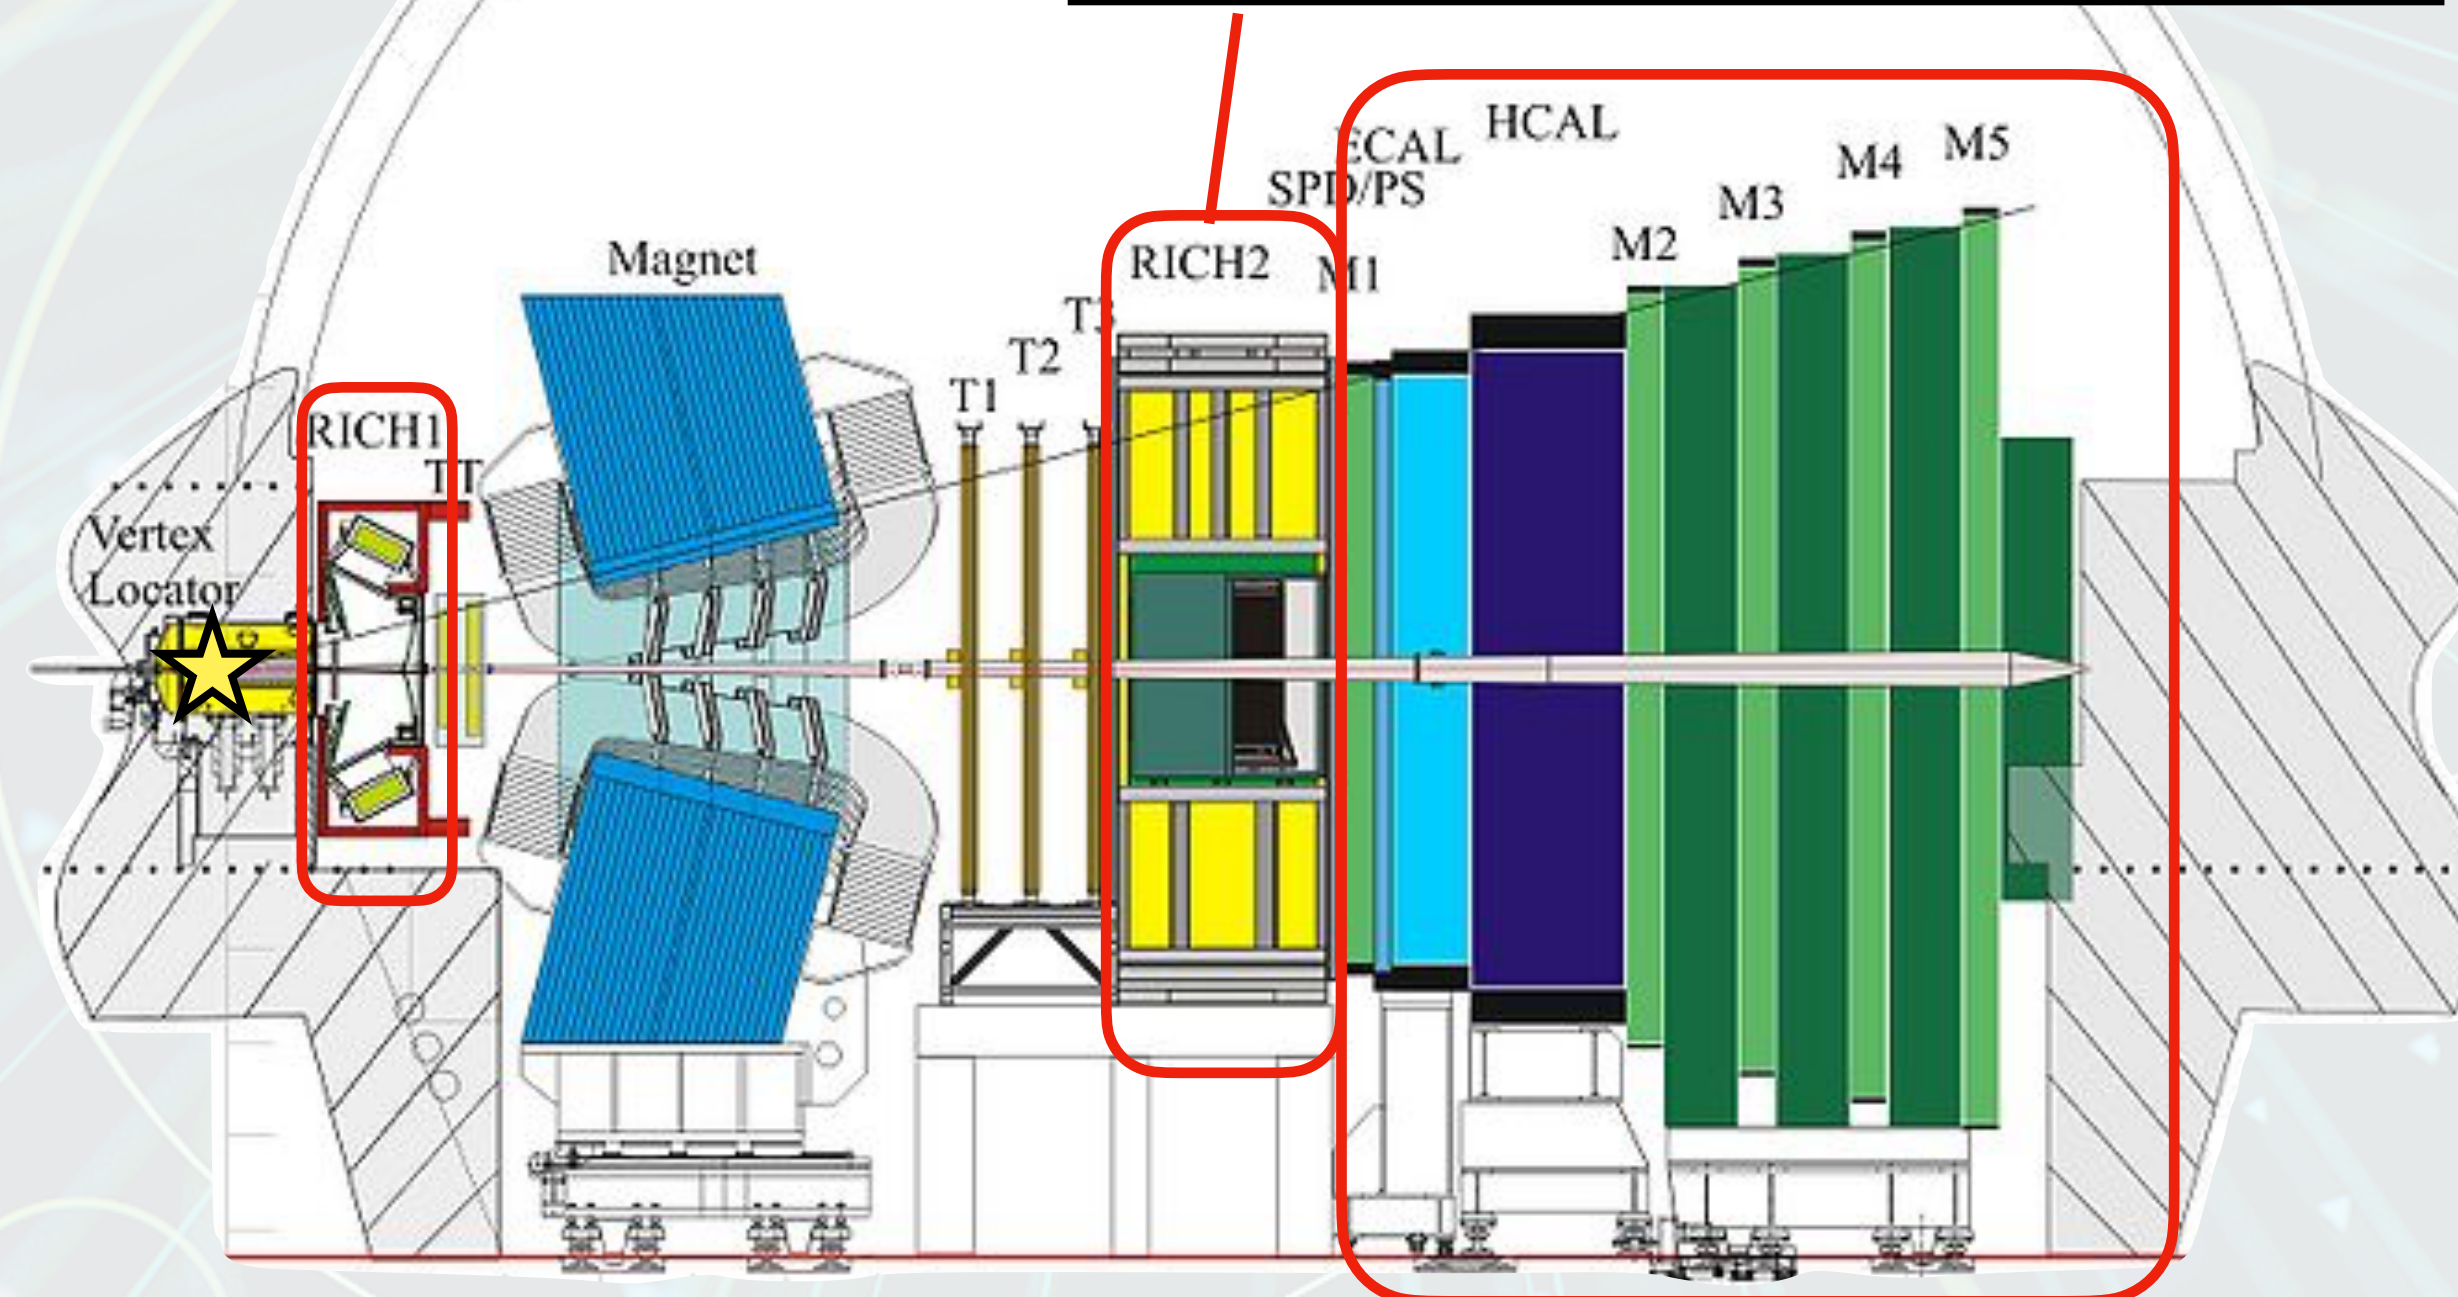 ECAL
HCAL
SPD/PS
M5
M4
M3
M2
Magnet
RICH2
M1
T3
T2
T1
RICH1
TT
Vertex
Locator